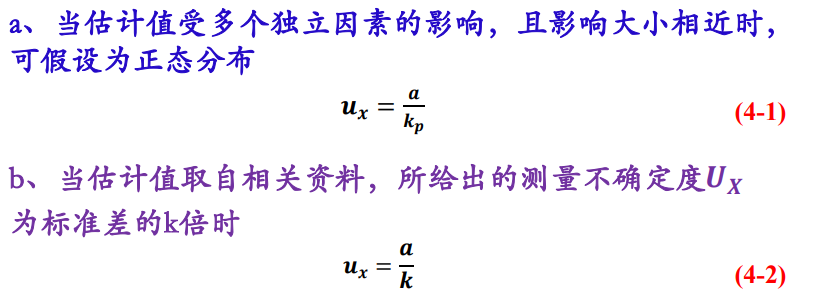 a、当估计值受多个独立因素的影响，且影响大小相近时，
可假设为正态分布
u_x = a/k_p (4-1)
b、当估计值取自相关资料，所给出的测量不确定度U_X
为标准差的k倍时
u_x = a/k (4-2)